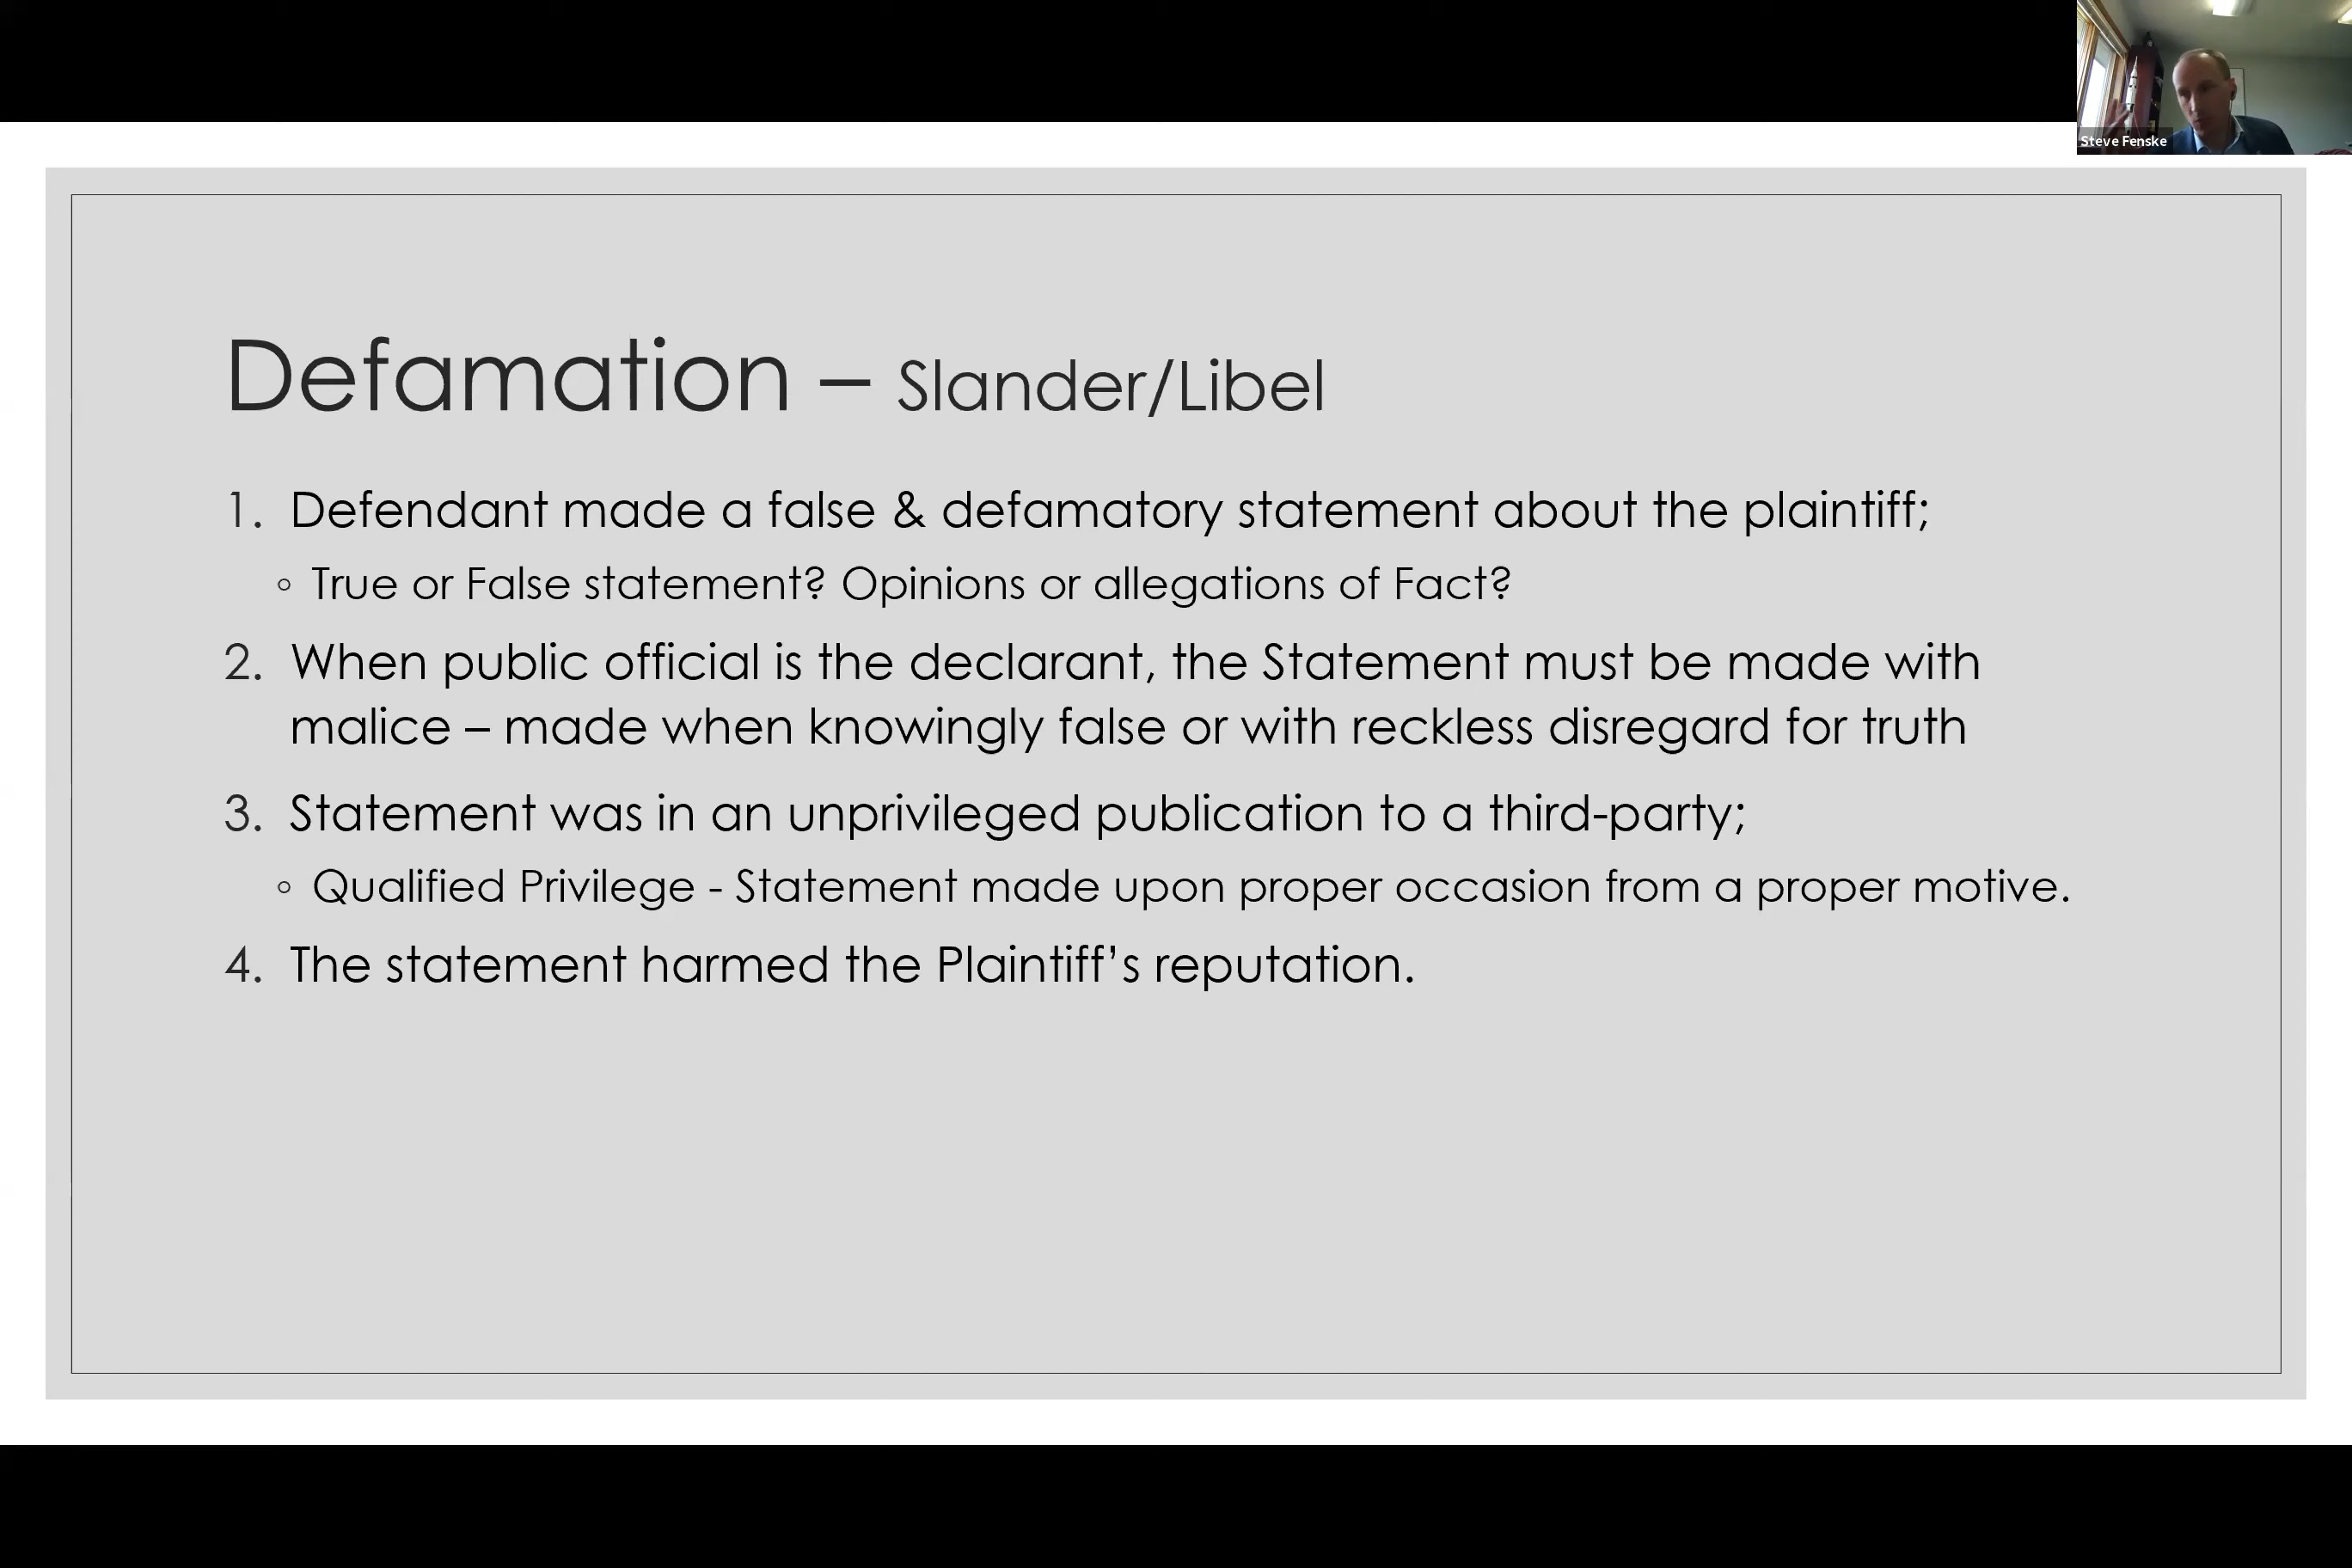 Steve Fenske
Defamation – Slander/Libel
1. Defendant made a false & defamatory statement about the plaintiff;
◦ True or False statement? Opinions or allegations of Fact?
2. When public official is the declarant, the Statement must be made with
malice – made when knowingly false or with reckless disregard for truth
3. Statement was in an unprivileged publication to a third-party;
◦ Qualified Privilege - Statement made upon proper occasion from a proper motive.
4. The statement harmed the Plaintiff’s reputation.